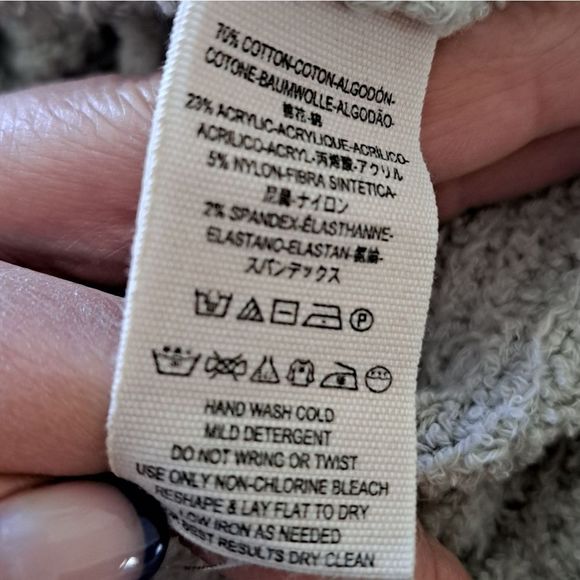 70% COTTON-COTON-ALGODÓN-
COTONE-BAUMWOLLE-ALGODÃO-
棉花-綿
23% ACRYLIC-ACRYLIQUE-ACRÍLICO-
ACRILICO-ACRYL-丙烯酸-アクリル
5% NYLON-FIBRA SINTÉTICA-
尼龍-ナイロン
2% SPANDEX-ÉLASTHANNE-
ELASTANO-ELASTAN-氨綸-
スパンデックス
P
HAND WASH COLD
MILD DETERGENT
DO NOT WRING OR TWIST
USE ONLY NON-CHLORINE BLEACH
RESHAPE & LAY FLAT TO DRY
LOW IRON AS NEEDED
BEST RESULTS DRY CLEAN